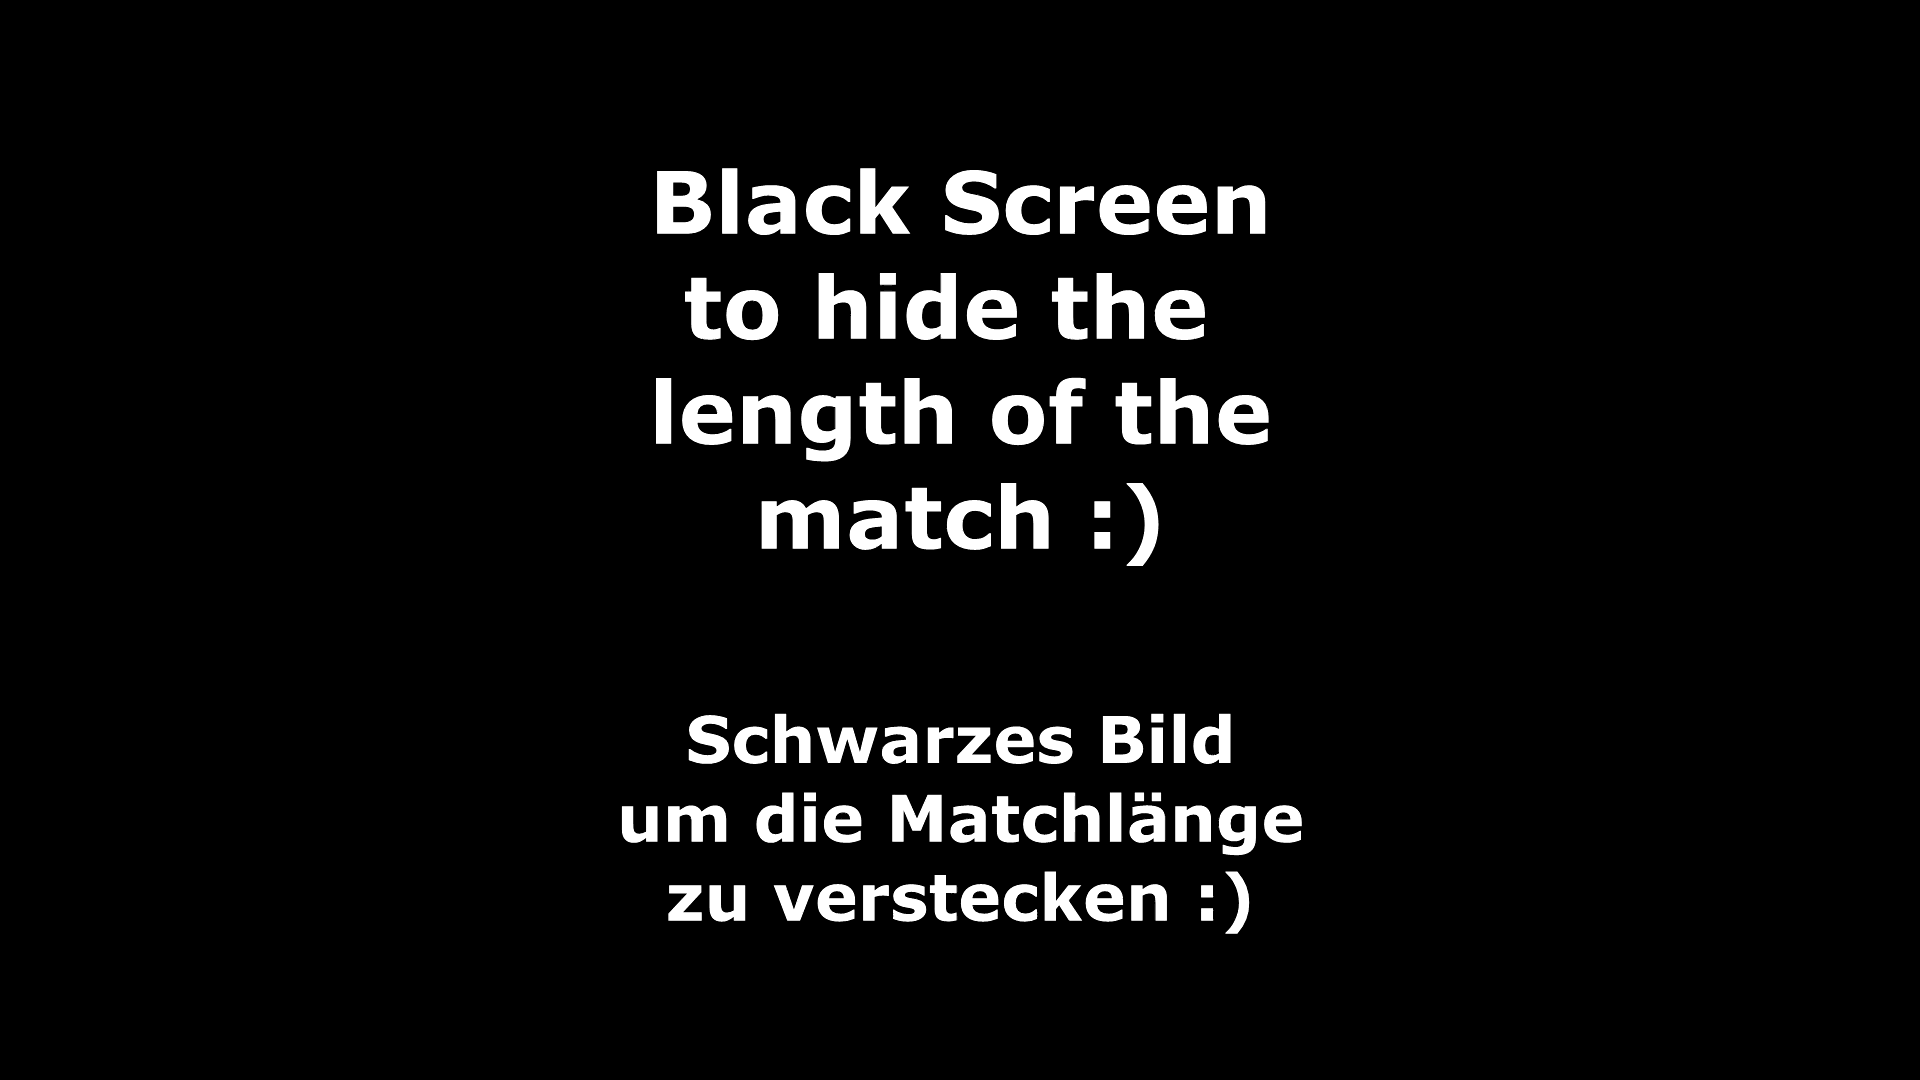 Black Screen
to hide the
length of the
match :)
Schwarzes Bild
um die Matchlänge
zu verstecken :)